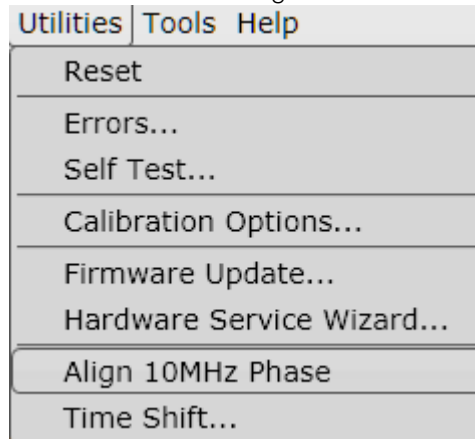 Utilities Tools Help
Reset
Errors...
Self Test...
Calibration Options...
Firmware Update...
Hardware Service Wizard...
Align 10MHz Phase
Time Shift...